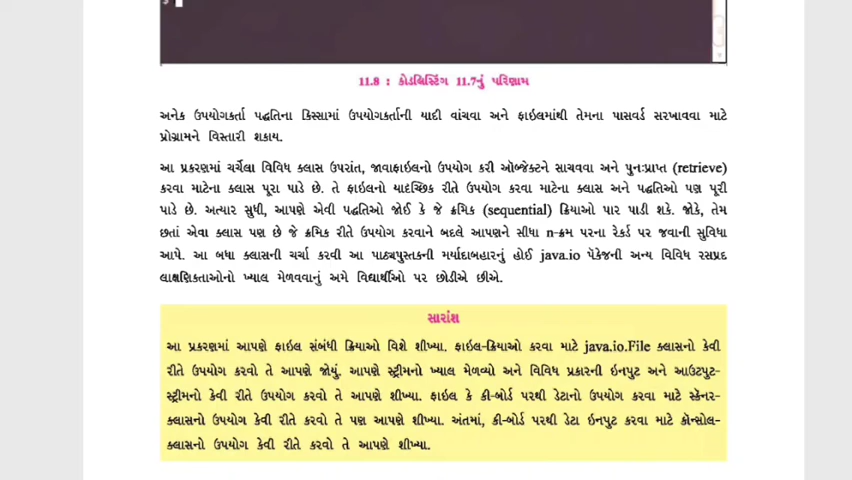 11.8 : કોડલિસ્ટિંગ 11.7નું પરિણામ
અનેક ઉપયોગકર્તા પદ્ધતિના કિસ્સામાં ઉપયોગકર્તાની યાદી વાંચવા અને ફાઇલમાંથી તેમના પાસવર્ડ સરખાવવા માટે
પ્રોગ્રામને વિસ્તારી શકાય.
આ પ્રકરણમાં ચર્ચેલા વિવિધ ક્લાસ ઉપરાંત, જાવાફાઇલનો ઉપયોગ કરી ઑબ્જેક્ટને સાચવવા અને પુનઃપ્રાપ્ત (retrieve)
કરવા માટેના ક્લાસ પૂરા પાડે છે. તે ફાઇલનો યાદચ્છિક રીતે ઉપયોગ કરવા માટેના ક્લાસ અને પદ્ધતિઓ પણ પૂરી
પાડે છે. અત્યાર સુધી, આપણે એવી પદ્ધતિઓ જોઈ કે જે ક્રમિક (sequential) ક્રિયાઓ પાર પાડી શકે. જોકે, તેમ
છતાં એવા ક્લાસ પણ છે જે ક્રમિક રીતે ઉપયોગ કરવાને બદલે આપણને સીધા n-ક્રમ પરના રેકર્ડ પર જવાની સુવિધા
આપે. આ બધા ક્લાસની ચર્ચા કરવી આ પાઠ્યપુસ્તકની મર્યાદાબહારનું હોઈ java.io પૅકેજની અન્ય વિવિધ રસપ્રદ
લાક્ષણિક્તાઓનો ખ્યાલ મેળવવાનું અમે વિદ્યાર્થીઓ પર છોડીએ છીએ.
સારાંશ
આ પ્રકરણમાં આપણે ફાઇલ સંબંધી ક્રિયાઓ વિશે શીખ્યા. ફાઇલ-ક્રિયાઓ કરવા માટે java.io.File ક્લાસનો કેવી
રીતે ઉપયોગ કરવો તે આપણે જોયું. આપણે સ્ટ્રીમનો ખ્યાલ મેળવ્યો અને વિવિધ પ્રકારની ઇનપુટ અને આઉટપુટ-
સ્ટ્રીમનો કેવી રીતે ઉપયોગ કરવો તે આપણે શીખ્યા. ફાઇલ કે કી-બોર્ડ પરથી ડેટાનો ઉપયોગ કરવા માટે સ્કૅનર-
ક્લાસનો ઉપયોગ કેવી રીતે કરવો તે પણ આપણે શીખ્યા. અંતમાં, કી-બોર્ડ પરથી ડેટા ઇનપુટ કરવા માટે કૉન્સોલ-
ક્લાસનો ઉપયોગ કેવી રીતે કરવો તે આપણે શીખ્યા.